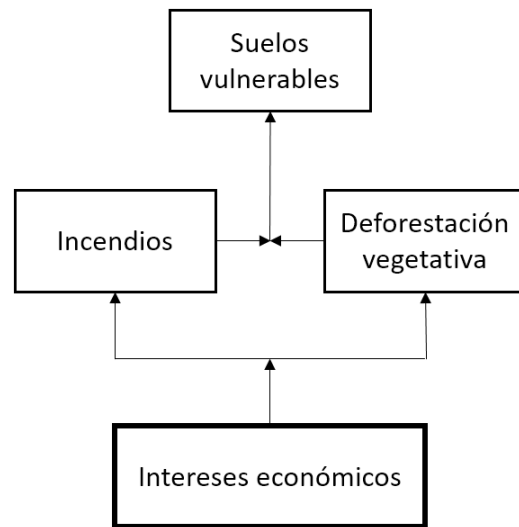 Suelos
vulnerables
Incendios
Deforestación
vegetativa
Intereses económicos